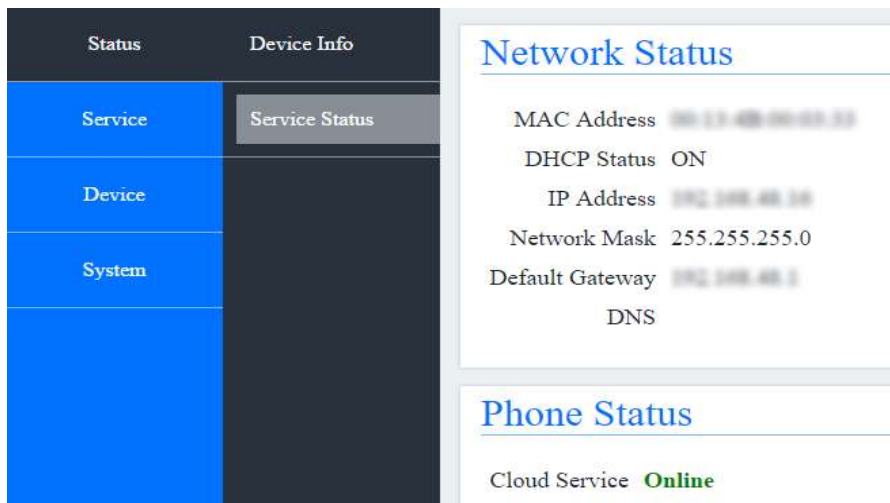 Status
Service
Device
System
Device Info
Service Status
Network Status
MAC Address
DHCP Status ON
IP Address
Network Mask 255.255.255.0
Default Gateway
DNS
Phone Status
Cloud Service Online